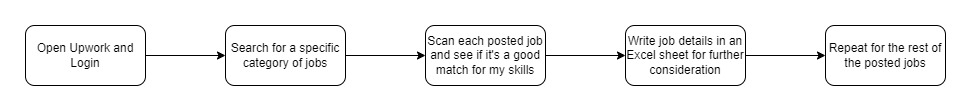 Open Upwork and
Login
Search for a specific
category of jobs
Scan each posted job
and see if it's a good
match for my skills
Write job details in an
Excel sheet for further
consideration
Repeat for the rest of
the posted jobs